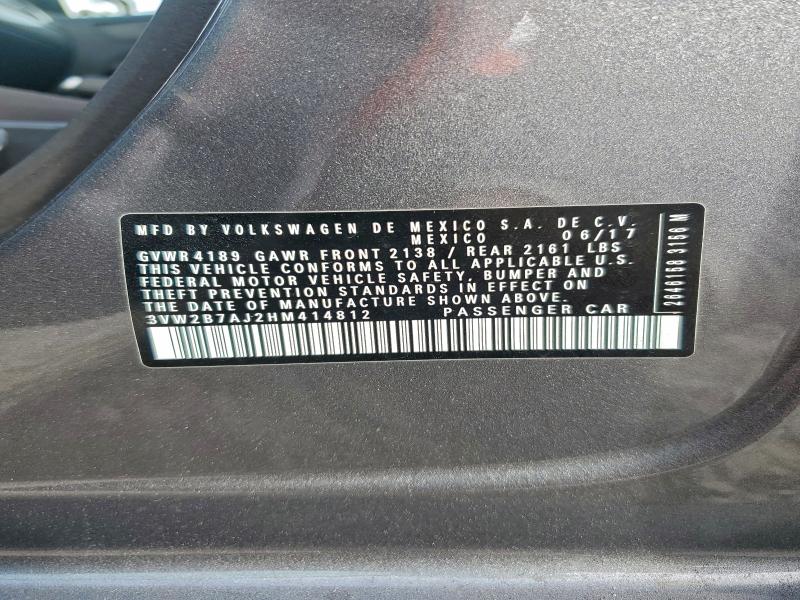 MFD BY VOLKSWAGEN DE MEXICO S.A. DE C.V.
MEXICO 06/17
GVWR4189 GAWR FRONT 2138 / REAR 2161 LBS
THIS VEHICLE CONFORMS TO ALL APPLICABLE U.S.
FEDERAL MOTOR VEHICLE SAFETY, BUMPER AND
THEFT PREVENTION STANDARDS IN EFFECT ON
THE DATE OF MANUFACTURE SHOWN ABOVE.
3VW2B7AJ2HM414812 PASSENGER CAR